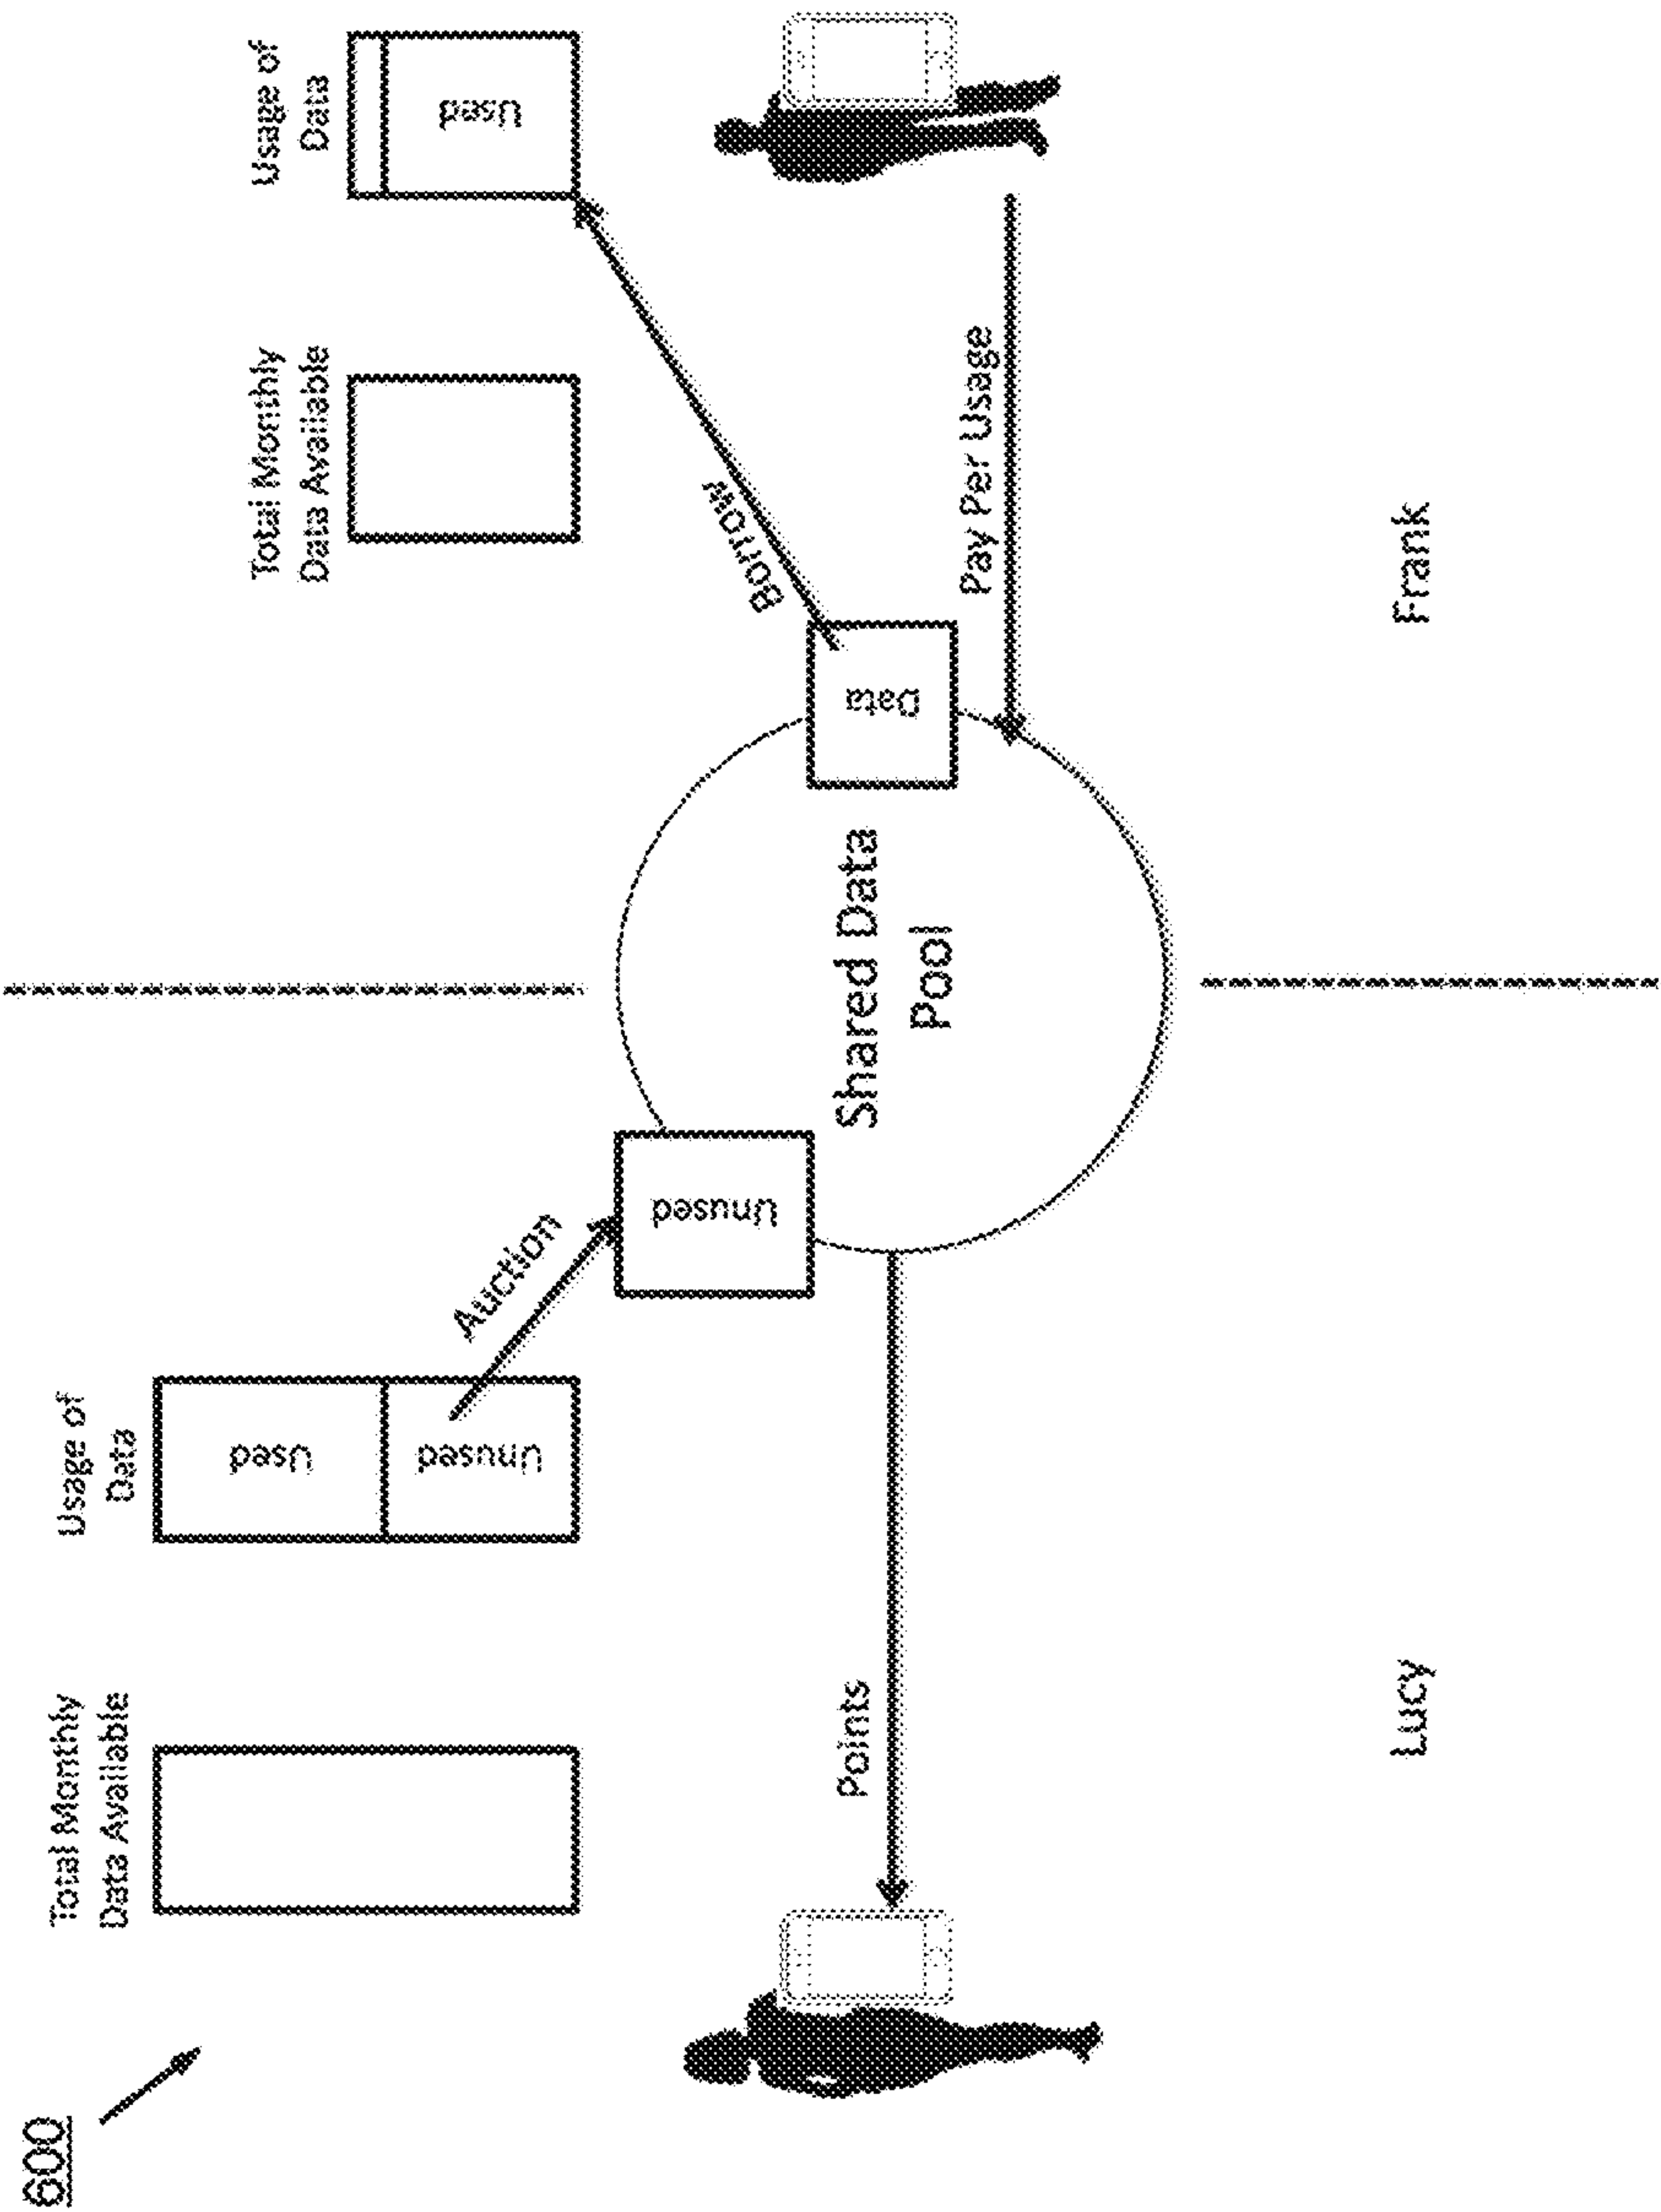 600
Total Monthly
Data Available
Usage of
Data
Used
Unused
Auction
Unused
Points
Shared Data
Pool
Lucy
Total Monthly
Data Available
Usage of
Data
Used
Borrow
Data
Pay Per Usage
Frank